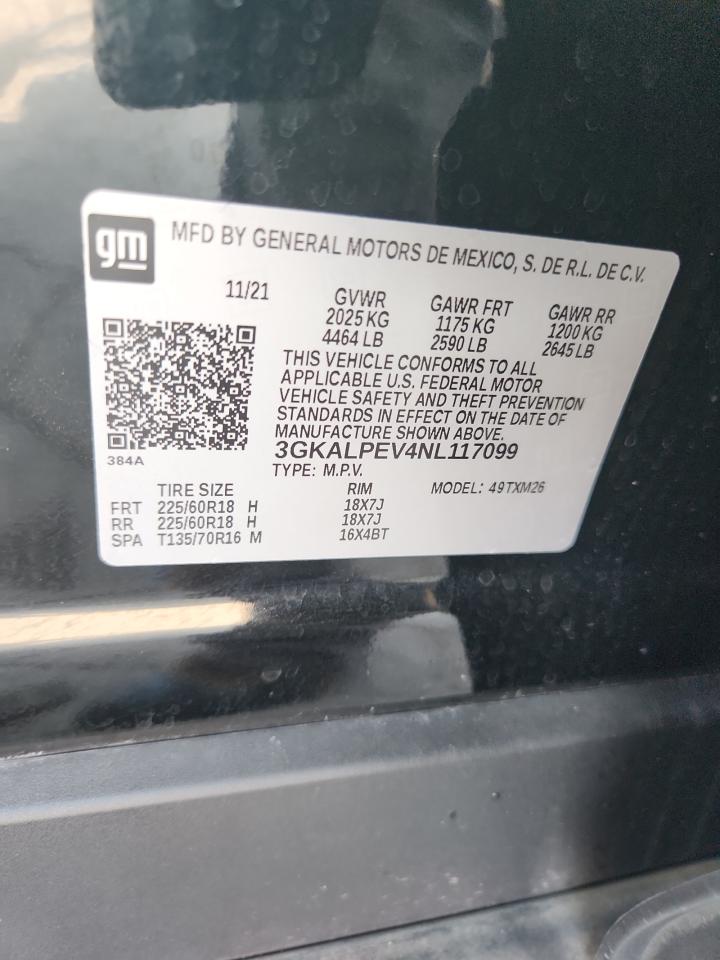 gm
MFD BY GENERAL MOTORS DE MEXICO, S. DE R.L. DE C.V.
11/21
GVWR
2025 KG
4464 LB
GAWR FRT
1175 KG
2590 LB
GAWR RR
1200 KG
2645 LB
THIS VEHICLE CONFORMS TO ALL
APPLICABLE U.S. FEDERAL MOTOR
VEHICLE SAFETY AND THEFT PREVENTION
STANDARDS IN EFFECT ON THE DATE OF
MANUFACTURE SHOWN ABOVE.
3GKALPEV4NL117099
384A
TYPE: M.P.V.
TIRE SIZE RIM MODEL: 49TXM26
FRT 225/60R18 H 18X7J
RR 225/60R18 H 18X7J
SPA T135/70R16 M 16X4BT